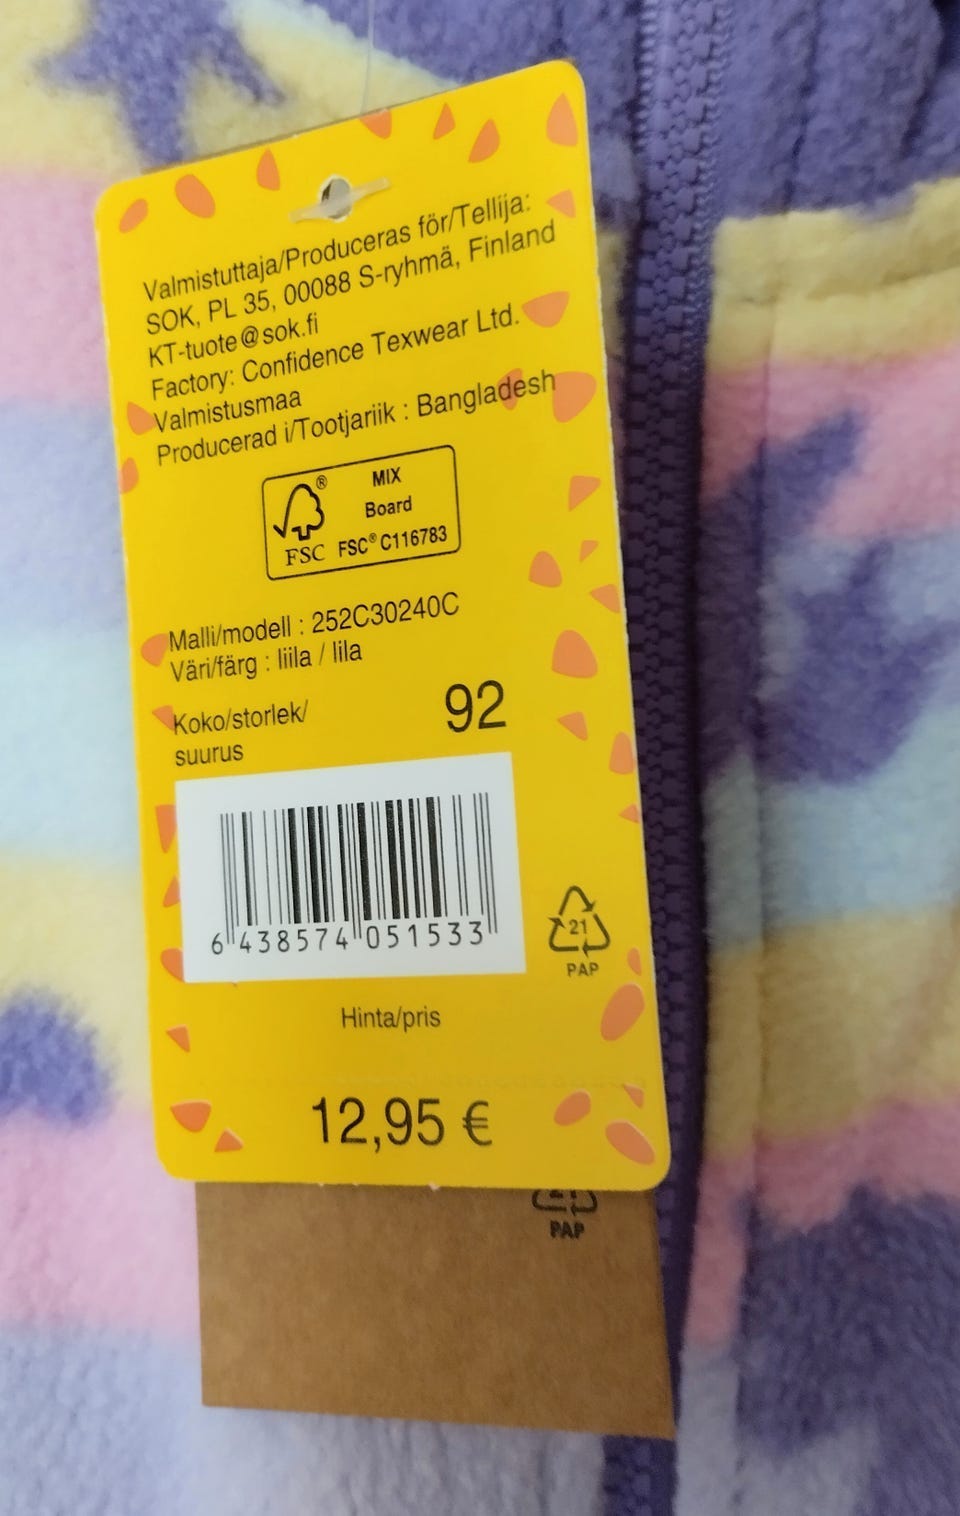 Valmistuttaja/Produceras för/Tellija:
SOK, PL 35, 00088 S-ryhmä, Finland
KT-tuote@sok.fi
Factory: Confidence Texwear Ltd.
Valmistusmaa
Producerad i/Tootjariik : Bangladesh
MIX
Board
FSC® C116783
®
FSC
Malli/modell : 252C30240C
Väri/färg : liila / lila
Koko/storlek/
suurus
92
6 438574 051533
21
PAP
Hinta/pris
12,95 €
21
PAP